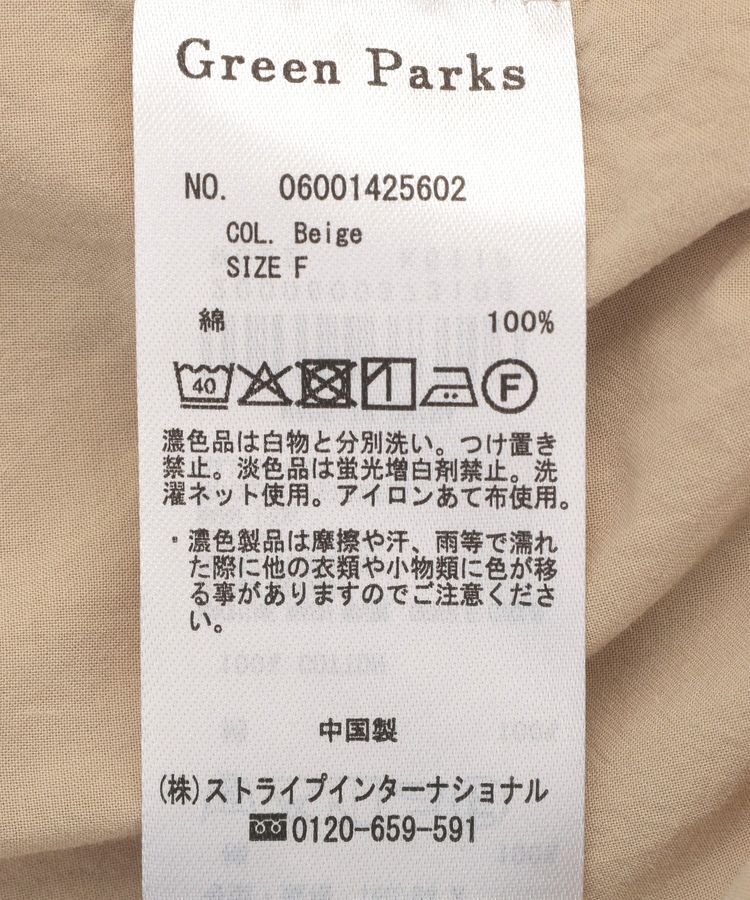 Green Parks
NO. 06001425602
COL. Beige
SIZE F
綿 100%
40 F
濃色品は白物と分別洗い。つけ置き
禁止。淡色品は蛍光増白剤禁止。洗
濯ネット使用。アイロンあて布使用。
・濃色製品は摩擦や汗、雨等で濡れ
た際に他の衣類や小物類に色が移
る事がありますのでご注意くださ
い。
中国製
(株)ストライプインターナショナル
0120-659-591